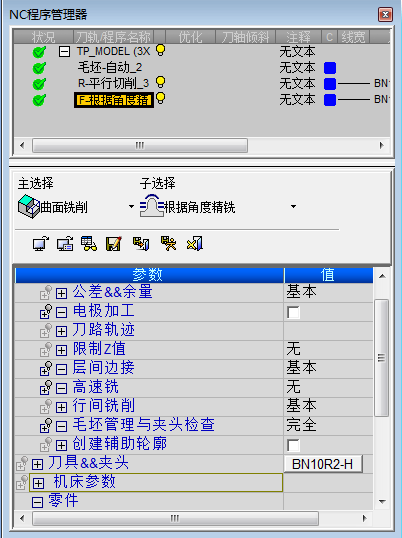 NC程序管理器
状况 刀轨/程序名称 优化 刀轴倾斜 注释 C 线宽
TP_MODEL (3X 无文本
毛坯-自动_2 无文本
R-平行切削_3 无文本 BN
F-根据角度精 无文本 BN
主选择 子选择
曲面铣削 根据角度精铣
参数 值
公差&&余量 基本
电极加工
刀路轨迹
限制Z值 无
层间边接 基本
高速铣 无
行间铣削 基本
毛坯管理与夹头检查 完全
创建辅助轮廓
刀具&&夹头 BN10R2-H
机床参数
零件